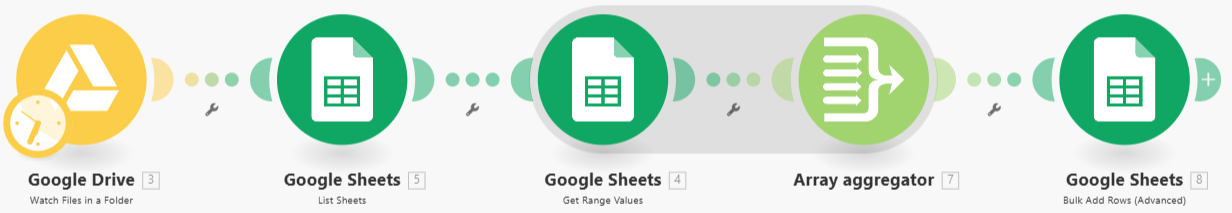 Google Drive 3
Watch Files in a Folder
Google Sheets 5
List Sheets
Google Sheets 4
Get Range Values
Array aggregator 7
Google Sheets 8
Bulk Add Rows (Advanced)